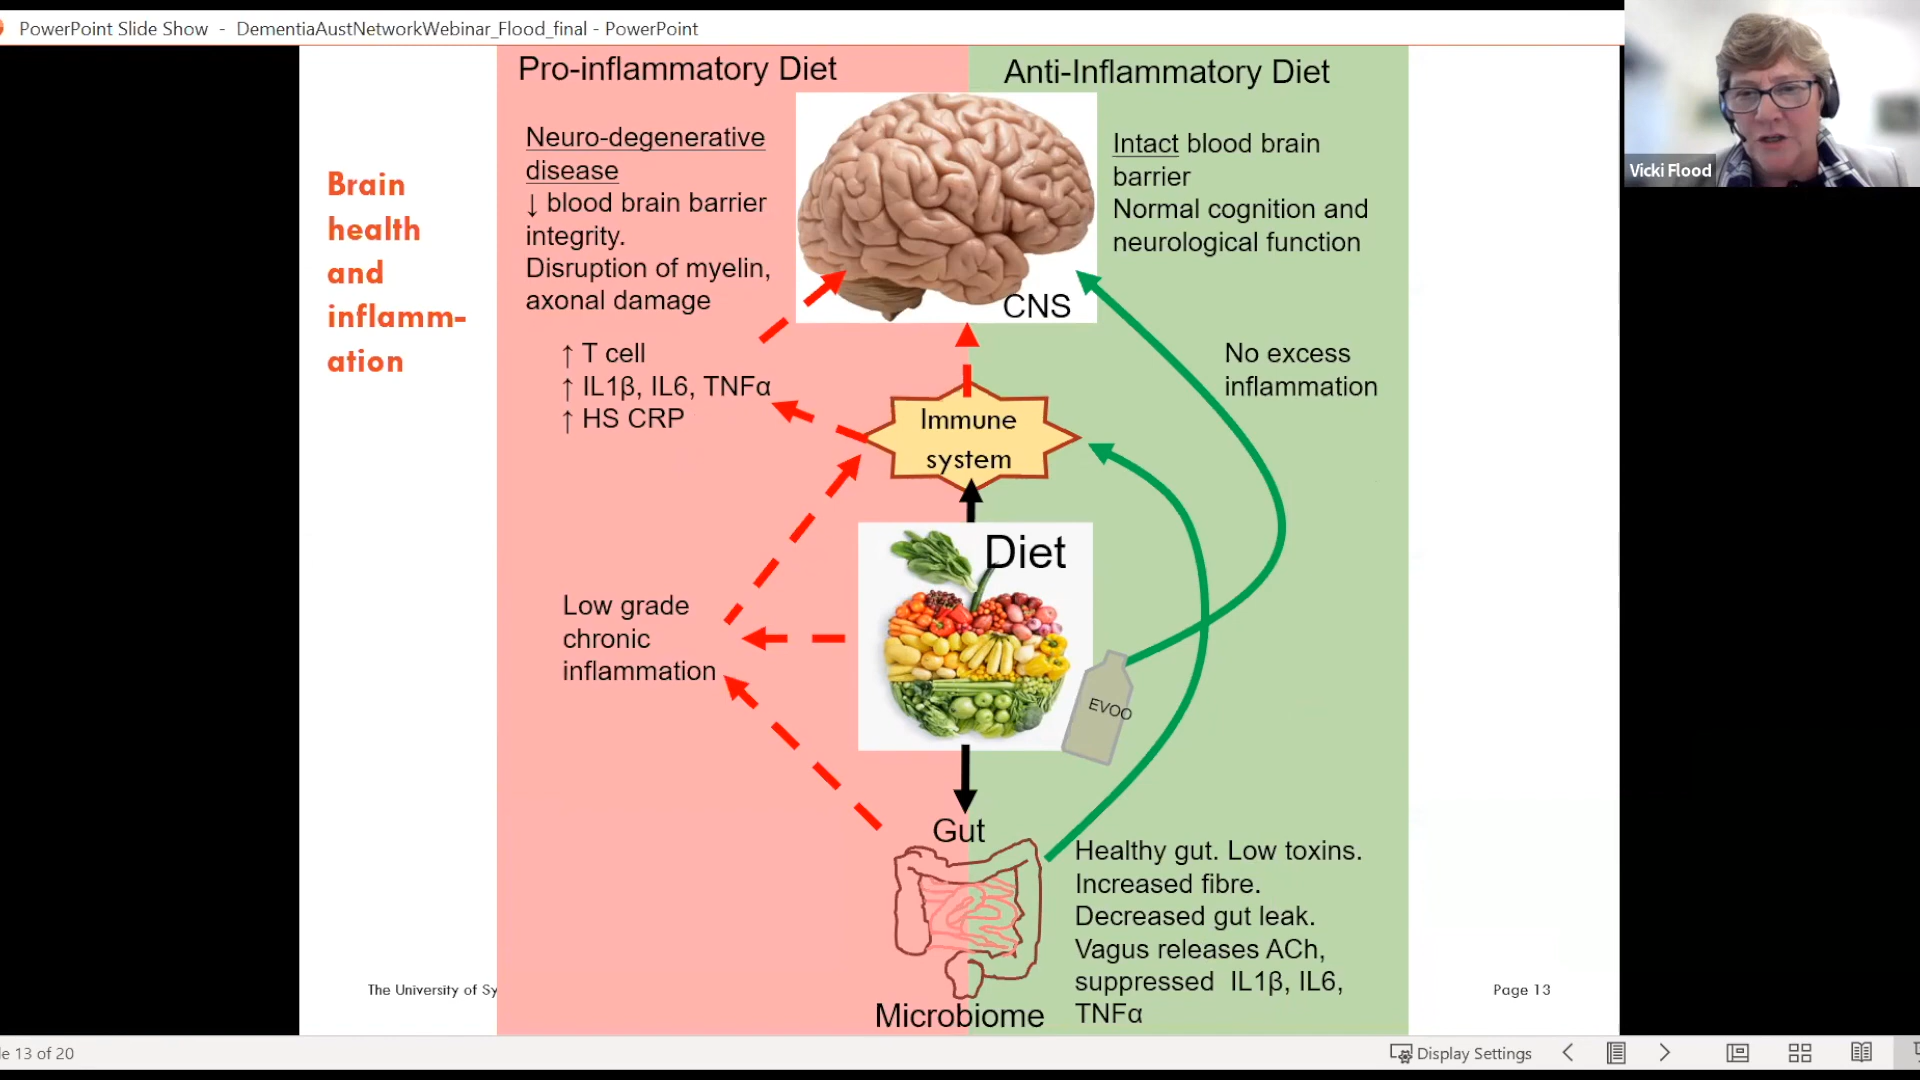 PowerPoint Slide Show - DementiaAustNetworkWebinar_Flood_final - PowerPoint
Vicki Flood
Brain
health
and
inflamm-
ation
Pro-inflammatory Diet
Anti-Inflammatory Diet
Neuro-degenerative
disease
↓ blood brain barrier
integrity.
Disruption of myelin,
axonal damage
CNS
Intact blood brain
barrier
Normal cognition and
neurological function
↑ T cell
↑ IL1β, IL6, TNFα
↑ HS CRP
No excess
inflammation
Immune
system
Diet
Low grade
chronic
inflammation
EVOO
Gut
Microbiome
Healthy gut. Low toxins.
Increased fibre.
Decreased gut leak.
Vagus releases ACh,
suppressed IL1β, IL6,
TNFα
The University of Sy
Page 13
le 13 of 20
Display Settings